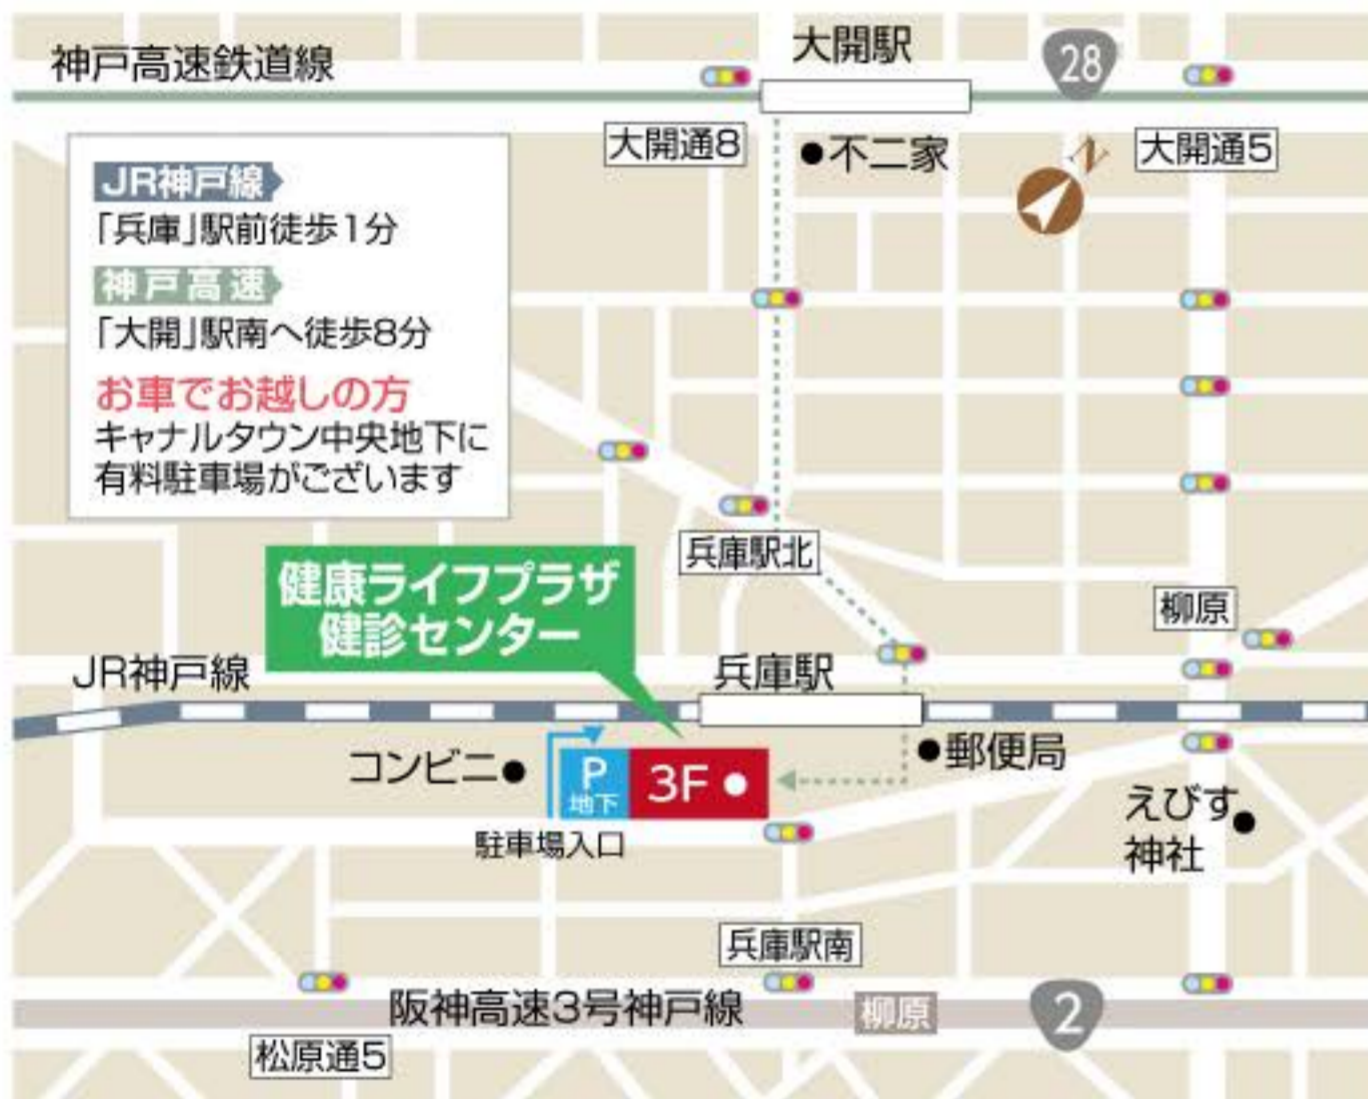 神戸高速鉄道線
大開駅
28
大開通8
不二家
N
大開通5
JR神戸線
「兵庫」駅前徒歩1分
神戸高速
「大開」駅南へ徒歩8分
お車でお越しの方
キャナルタウン中央地下に
有料駐車場がございます
兵庫駅北
健康ライフプラザ
健診センター
柳原
JR神戸線
兵庫駅
コンビニ
P
地下
3F
郵便局
駐車場入口
えびす
神社
兵庫駅南
阪神高速3号神戸線
柳原
2
松原通5